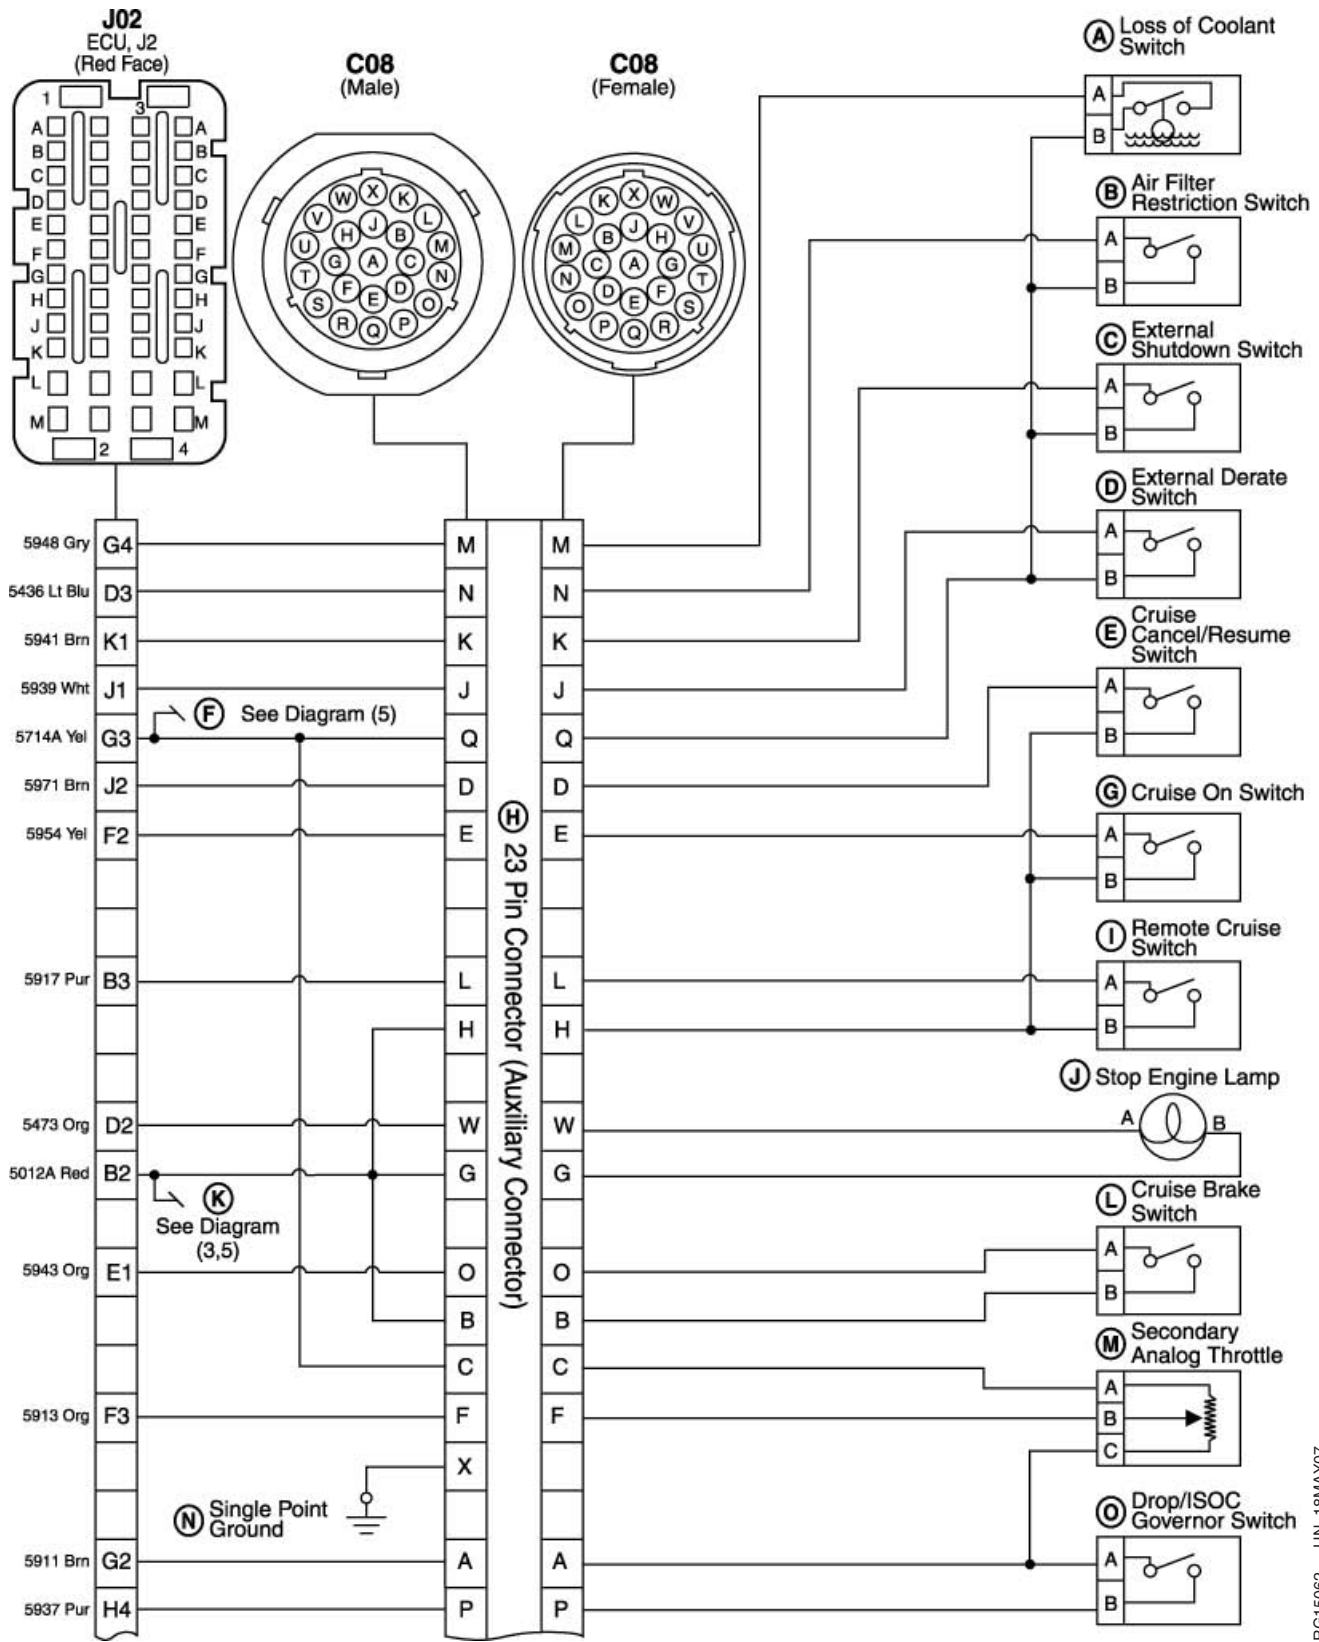 J02
ECU, J2
(Red Face)
C08
(Male)
C08
(Female)
1
3
A A
B B
C C
D D
E E
F F
G G
H H
J J
K K
L L
M M
2
4
W X K
V H J B L
U G A C M
T F E D N
S R Q P O
K X W
L B J H V
M C A G U
N D E F T
O P Q R S
A Loss of Coolant
Switch
A
B
B Air Filter
Restriction Switch
A
B
C External
Shutdown Switch
A
B
D External Derate
Switch
A
B
E Cruise
Cancel/Resume
Switch
A
B
G Cruise On Switch
A
B
I Remote Cruise
Switch
A
B
J Stop Engine Lamp
A B
L Cruise Brake
Switch
A
B
M Secondary
Analog Throttle
A
B
C
O Drop/ISOC
Governor Switch
A
B
5948 Gry G4 M M
5436 Lt Blu D3 N N
5941 Brn K1 K K
5939 Wht J1 J J
F See Diagram (5)
5714A Yel G3 Q Q
5971 Brn J2 D D
5954 Yel F2 E E
H 23 Pin Connector (Auxiliary Connector)
5917 Pur B3 L L
H H
5473 Org D2 W W
5012A Red B2 G G
K
See Diagram
(3,5)
5943 Org E1 O O
B B
C C
5913 Org F3 F F
X
N Single Point
Ground
5911 Brn G2 A A
5937 Pur H4 P P